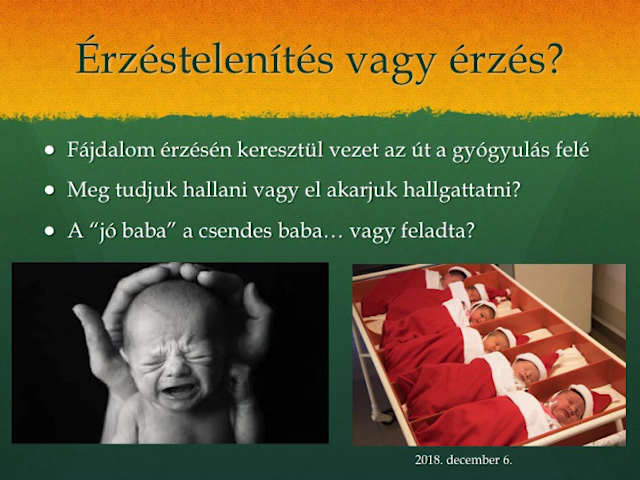 Érzéstelenítés vagy érzés?
● Fájdalom érzésén keresztül vezet az út a gyógyulás felé
● Meg tudjuk hallani vagy el akarjuk hallgattatni?
● A “jó baba” a csendes baba… vagy feladta?
2018. december 6.